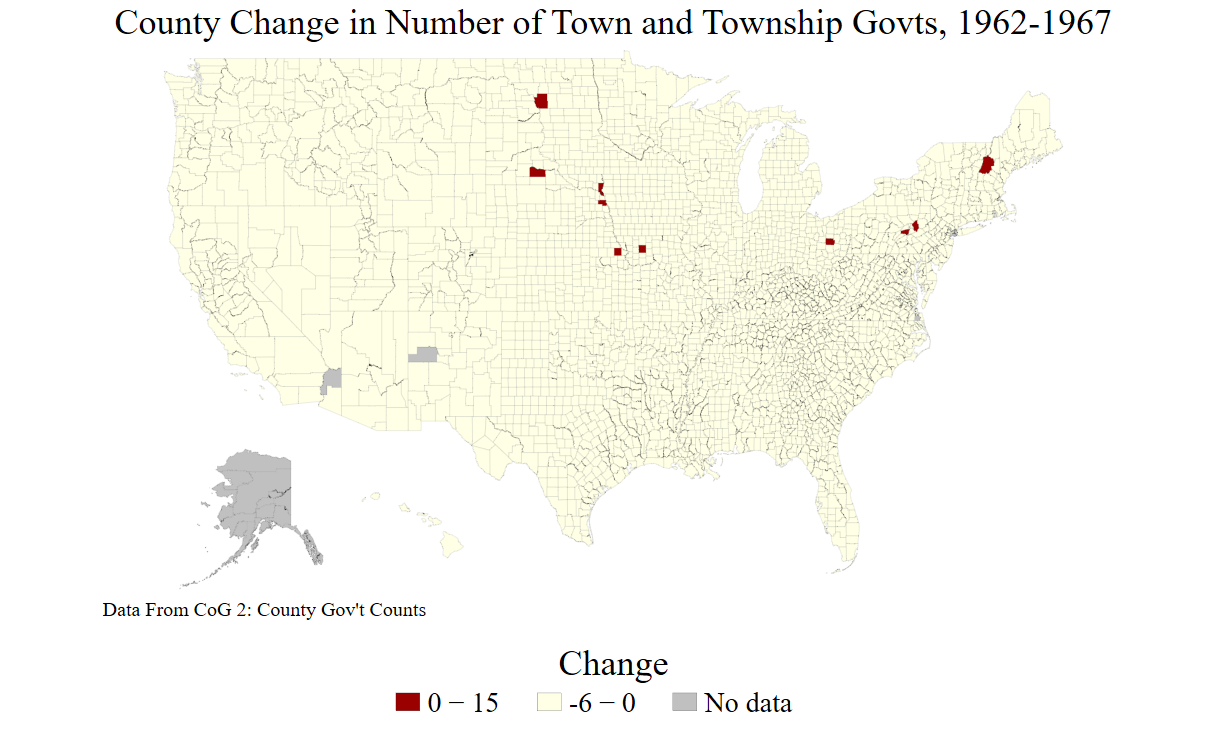 County Change in Number of Town and Township Govts, 1962-1967
Data From CoG 2: County Gov't Counts
Change
0 − 15 -6 − 0 No data